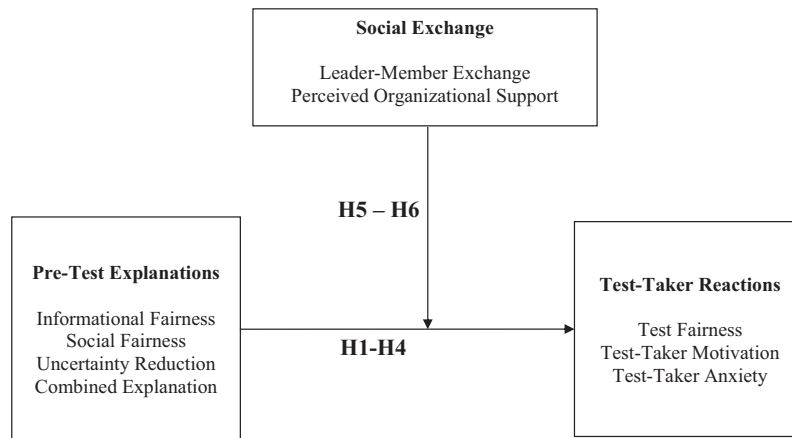 Social Exchange
Leader-Member Exchange
Perceived Organizational Support
H5 – H6
Pre-Test Explanations
Informational Fairness
Social Fairness
Uncertainty Reduction
Combined Explanation
H1-H4
Test-Taker Reactions
Test Fairness
Test-Taker Motivation
Test-Taker Anxiety